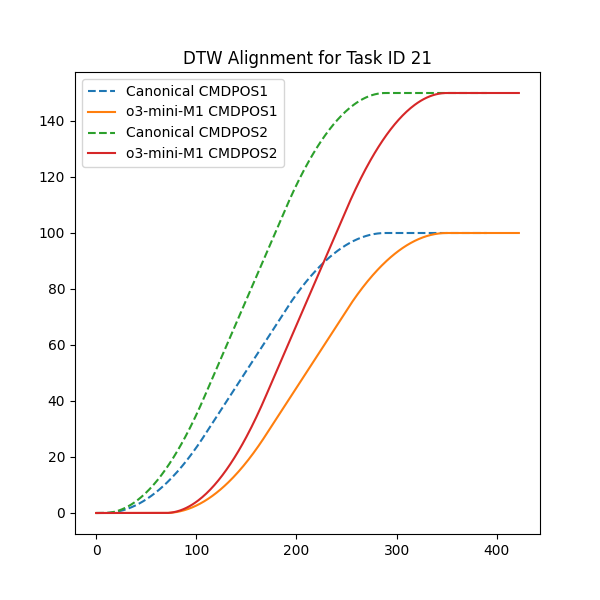 DTW Alignment for Task ID 21
Canonical CMDPOS1
o3-mini-M1 CMDPOS1
Canonical CMDPOS2
o3-mini-M1 CMDPOS2
140
120
100
80
60
40
20
0
0 100 200 300 400